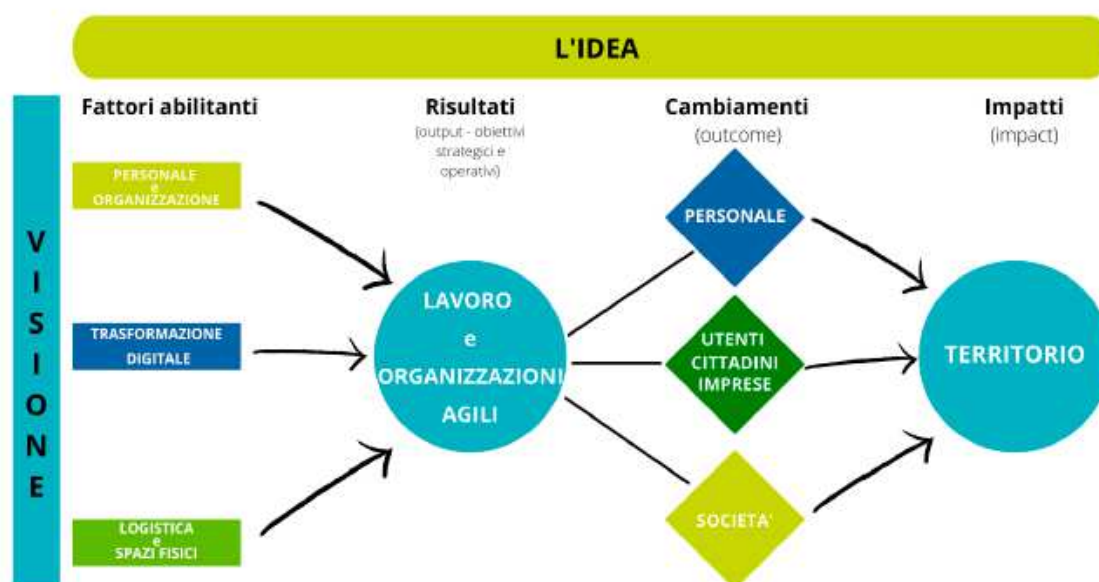 L'IDEA
VISIONE
Fattori abilitanti
PERSONALE
e
ORGANIZZAZIONE
TRASFORMAZIONE
DIGITALE
LOGISTICA
e
SPAZI FISICI
Risultati
(output - obiettivi
strategici e
operativi)
LAVORO
e
ORGANIZZAZIONI
AGILI
Cambiamenti
(outcome)
PERSONALE
UTENTI
CITTADINI
IMPRESE
SOCIETA'
Impatti
(impact)
TERRITORIO